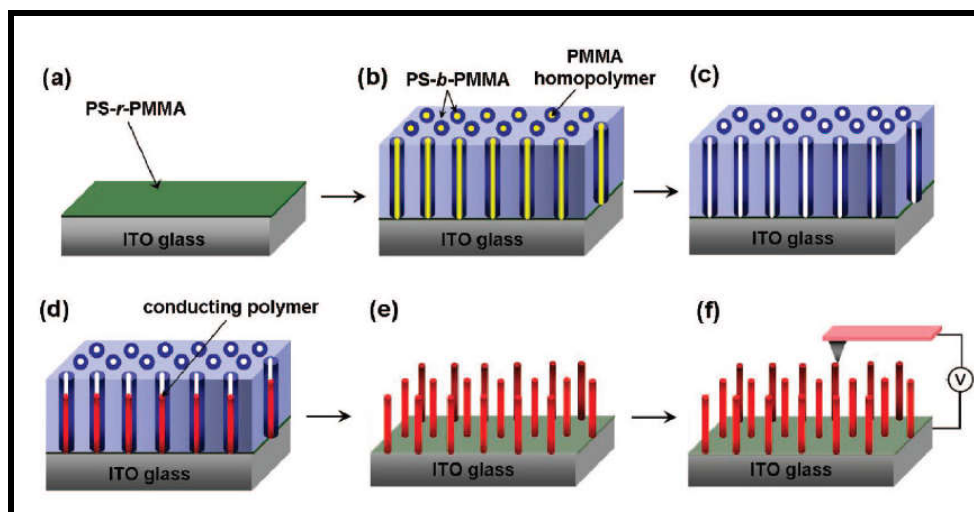 (a)
PS-r-PMMA
ITO glass
(b)
PS-b-PMMA
PMMA
homopolymer
ITO glass
(c)
ITO glass
(d)
conducting polymer
ITO glass
(e)
ITO glass
(f)
V
ITO glass